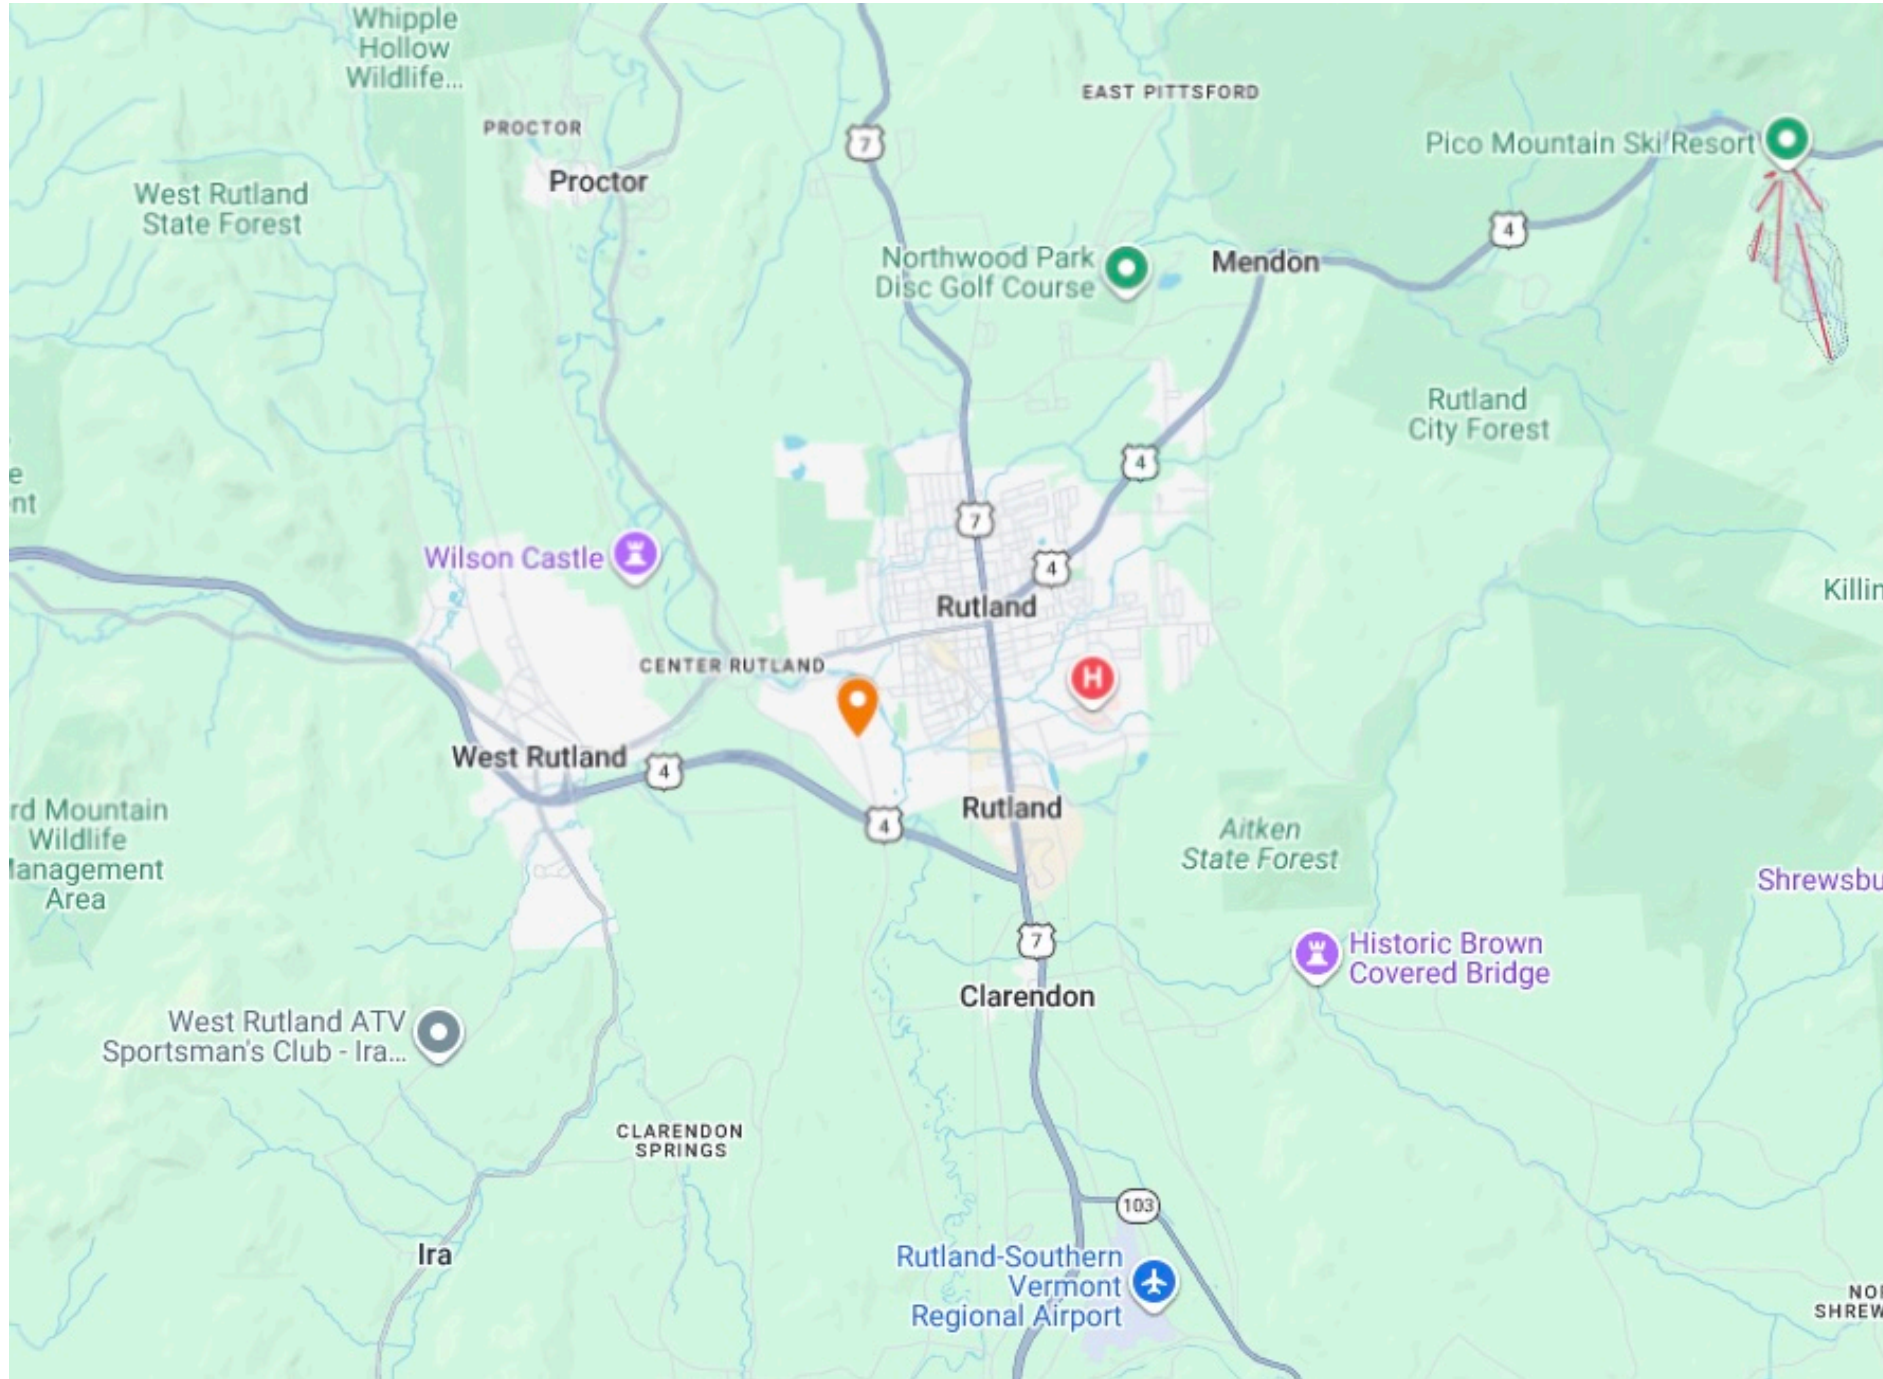 Whipple
Hollow
Wildlife...
EAST PITTSFORD
PROCTOR
7
Pico Mountain Ski Resort
Proctor
West Rutland
State Forest
4
Northwood Park
Disc Golf Course
Mendon
Rutland
City Forest
4
e
nt
7
Wilson Castle
4
Killin
Rutland
CENTER RUTLAND
H
West Rutland
4
rd Mountain
Wildlife
Management
Area
Rutland
4
Aitken
State Forest
Shrewsbu
7
Historic Brown
Covered Bridge
Clarendon
West Rutland ATV
Sportsman's Club - Ira...
CLARENDON
SPRINGS
103
Ira
Rutland-Southern
Vermont
Regional Airport
NOR
SHREW